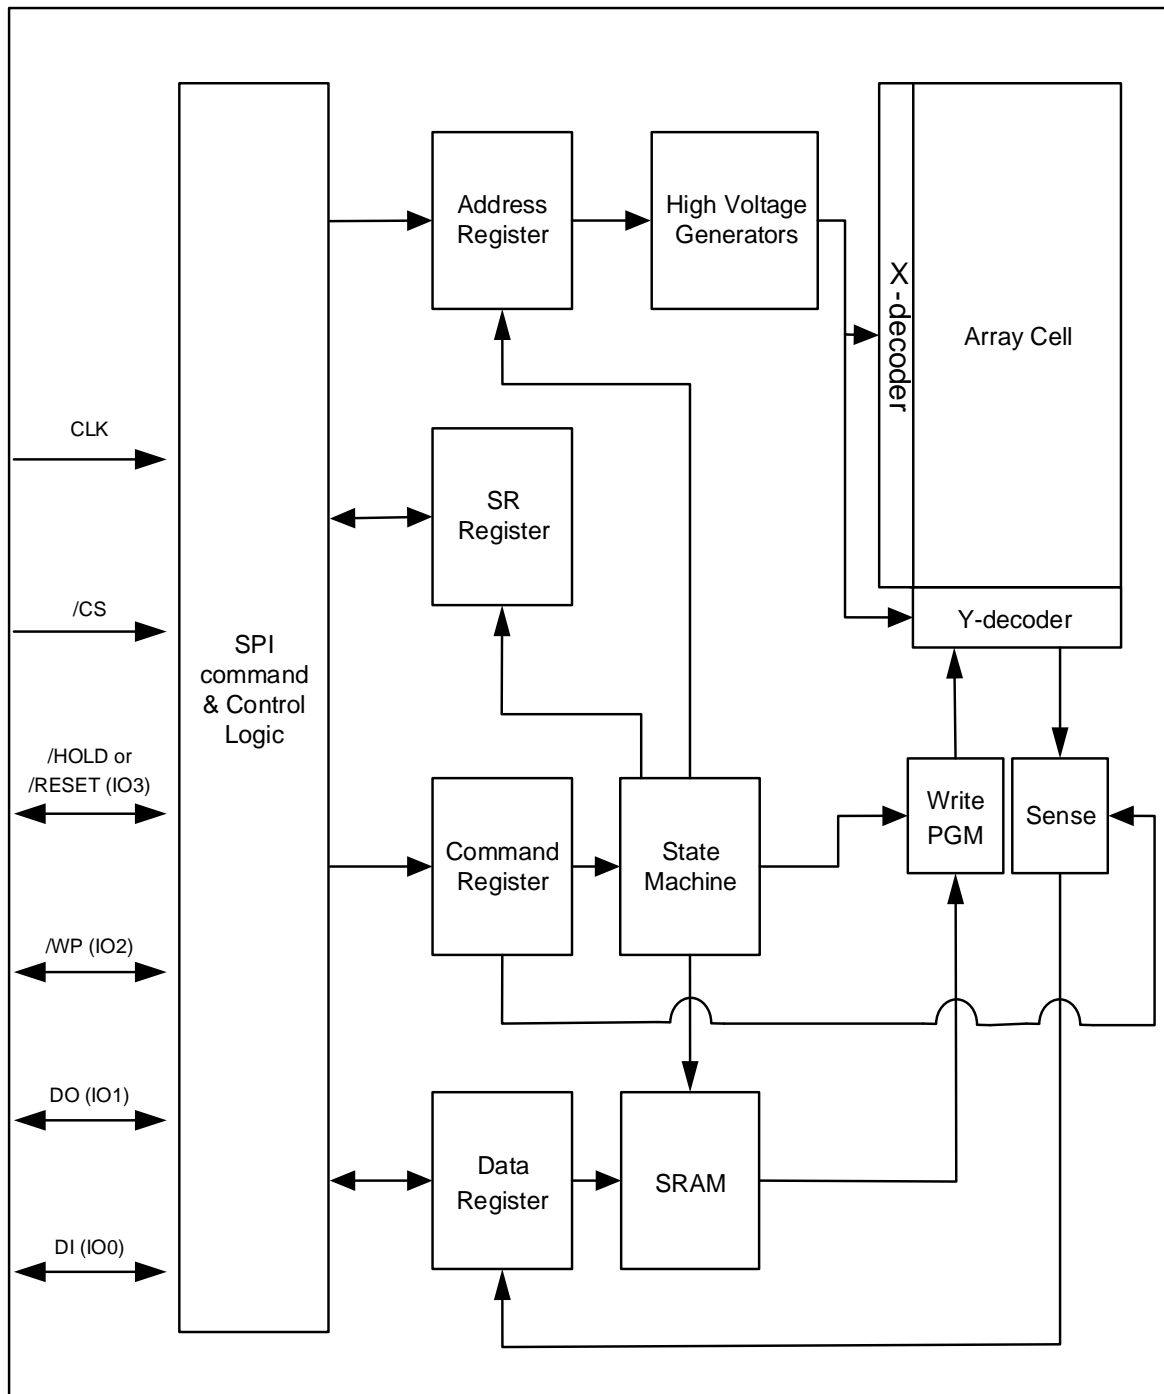 CLK
/CS
/HOLD or
/RESET (IO3)
/WP (IO2)
DO (IO1)
DI (IO0)
SPI
command
& Control
Logic
Address
Register
High Voltage
Generators
X-decoder
Array Cell
SR
Register
Y-decoder
Command
Register
State
Machine
Write
PGM
Sense
Data
Register
SRAM